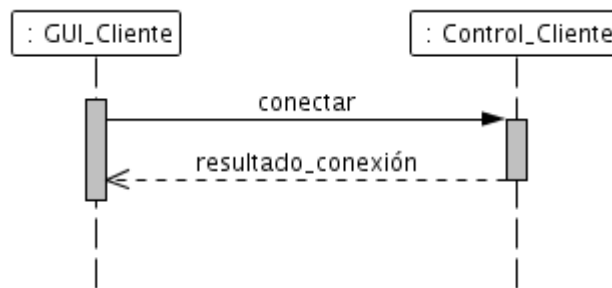 : GUI_Cliente
: Control_Cliente
conectar
resultado_conexión